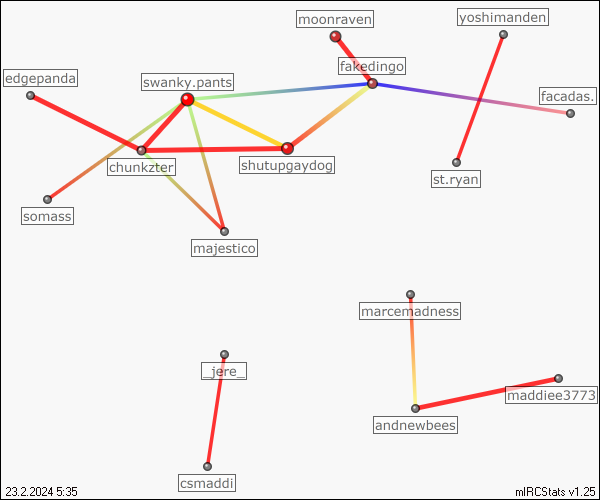 moonraven
yoshimanden
fakedingo
edgepanda
swanky.pants
facadas.
chunkzter
shutupgaydog
st.ryan
somass
majestico
marcemadness
_jere_
maddiee3773
andnewbees
csmaddi
23.2.2024 5:35
mIRCStats v1.25